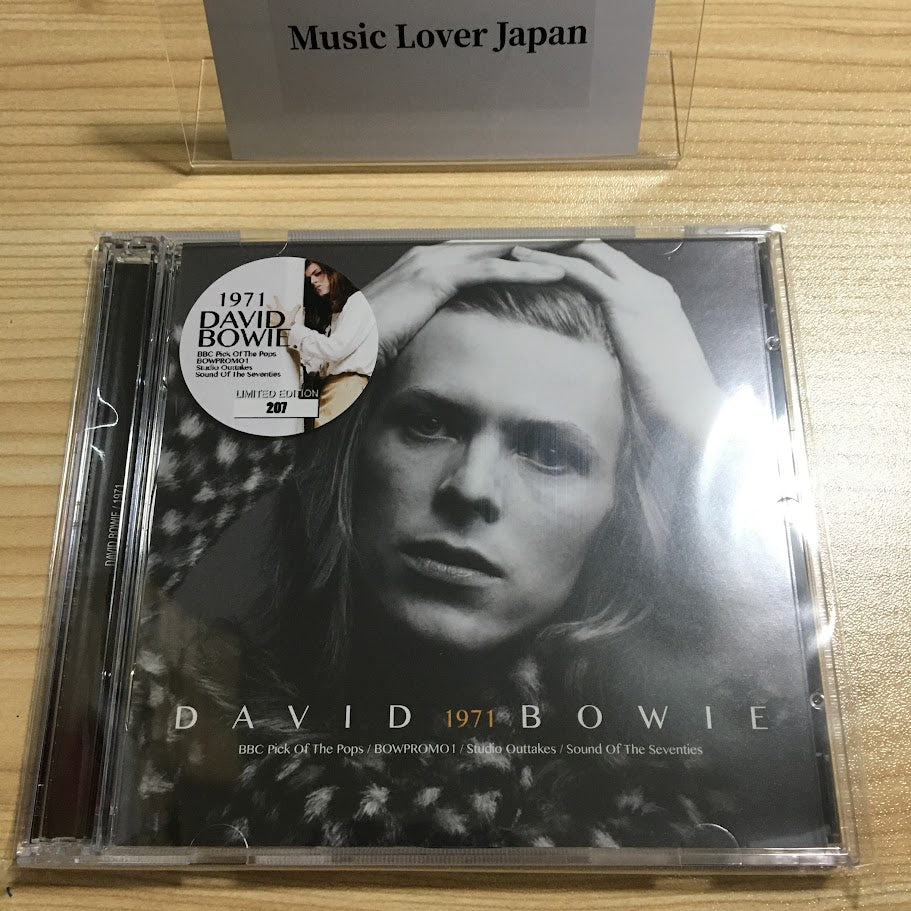 Music Lover Japan
1971
DAVID
BOWIE
BBC Pick Of The Pops
BOWPROMO1
Studio Outtakes
Sound Of The Seventies
LIMITED EDITION
207
DAVID BOWIE / 1971
DAVID 1971 BOWIE
BBC Pick Of The Pops / BOWPROMO1 / Studio Outtakes / Sound Of The Seventies